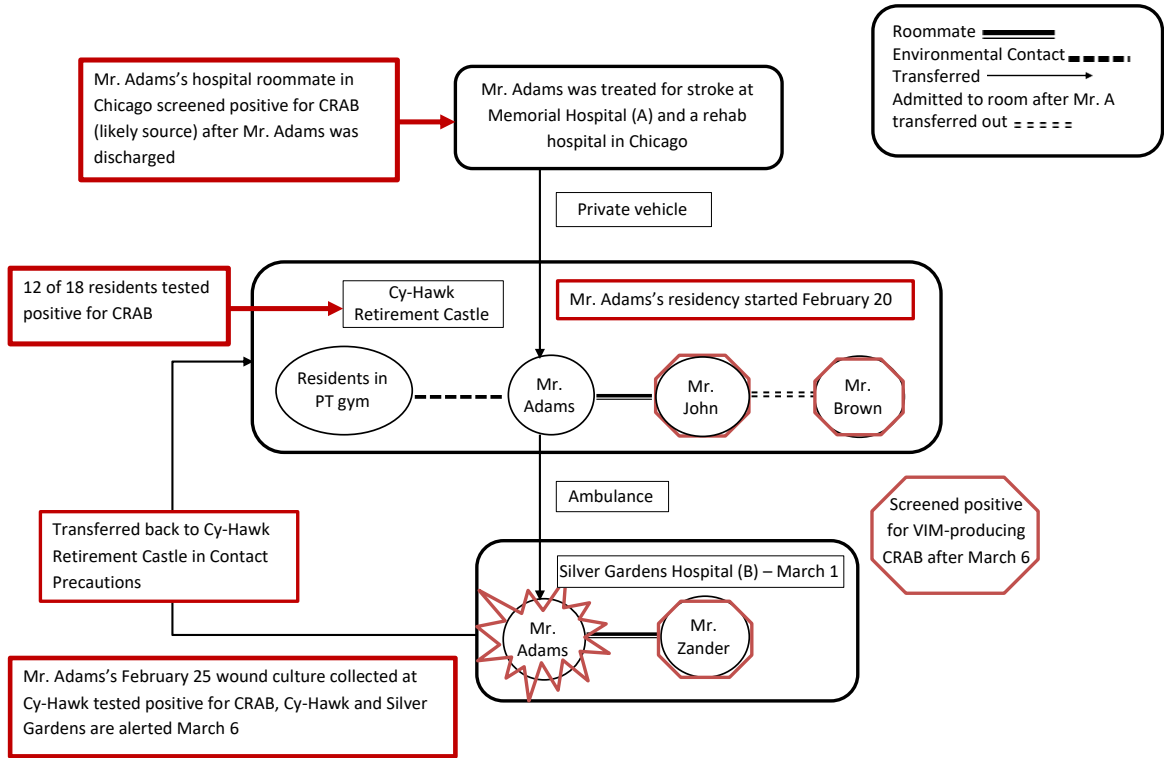 Mr. Adams's hospital roommate in
Chicago screened positive for CRAB
(likely source) after Mr. Adams was
discharged
Mr. Adams was treated for stroke at
Memorial Hospital (A) and a rehab
hospital in Chicago
Roommate
Environmental Contact
Transferred
Admitted to room after Mr. A
transferred out
Private vehicle
12 of 18 residents tested
positive for CRAB
Cy-Hawk
Retirement Castle
Mr. Adams's residency started February 20
Residents in
PT gym
Mr.
Adams
Mr.
John
Mr.
Brown
Ambulance
Screened positive
for VIM-producing
CRAB after March 6
Transferred back to Cy-Hawk
Retirement Castle in Contact
Precautions
Silver Gardens Hospital (B) – March 1
Mr.
Adams
Mr.
Zander
Mr. Adams's February 25 wound culture collected at
Cy-Hawk tested positive for CRAB, Cy-Hawk and Silver
Gardens are alerted March 6